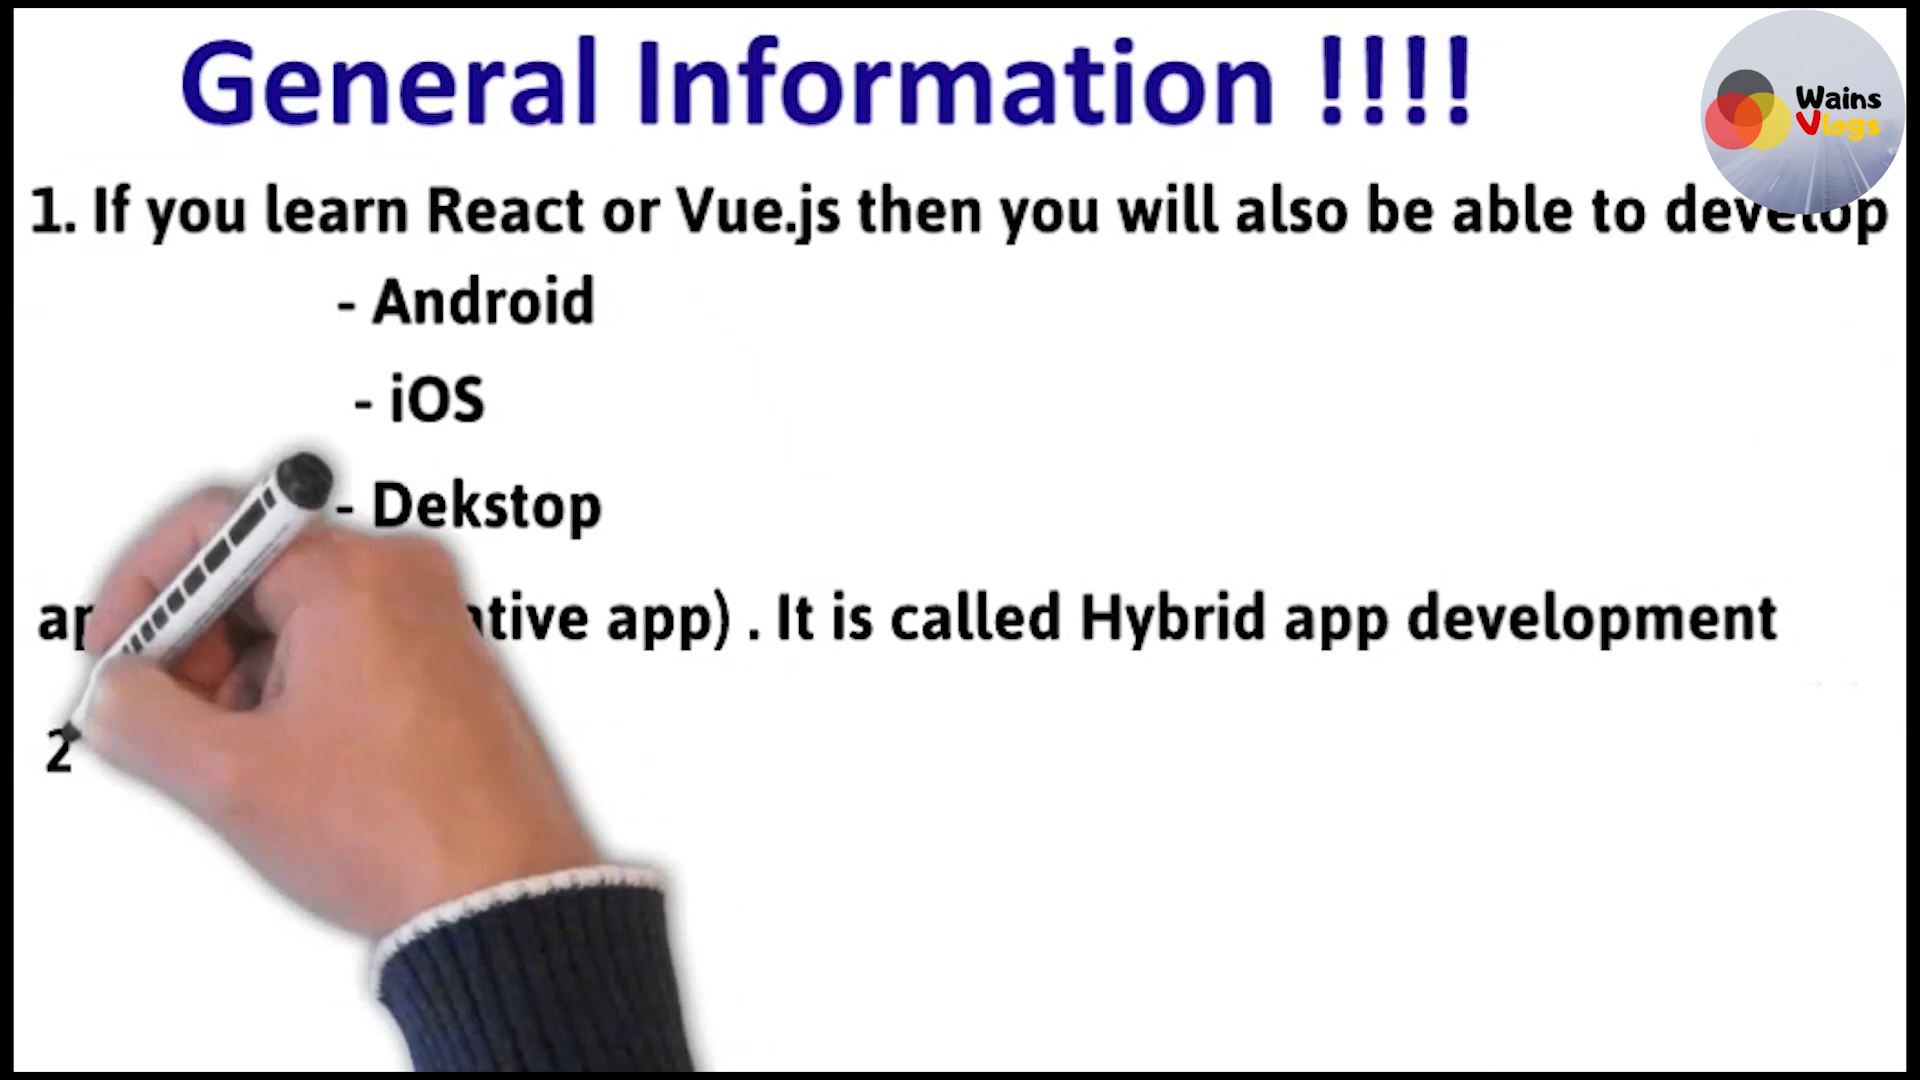 General Information !!!!
Wains
Vlogs
1. If you learn React or Vue.js then you will also be able to develop
- Android
- iOS
- Dekstop
app) . It is called Hybrid app development
2